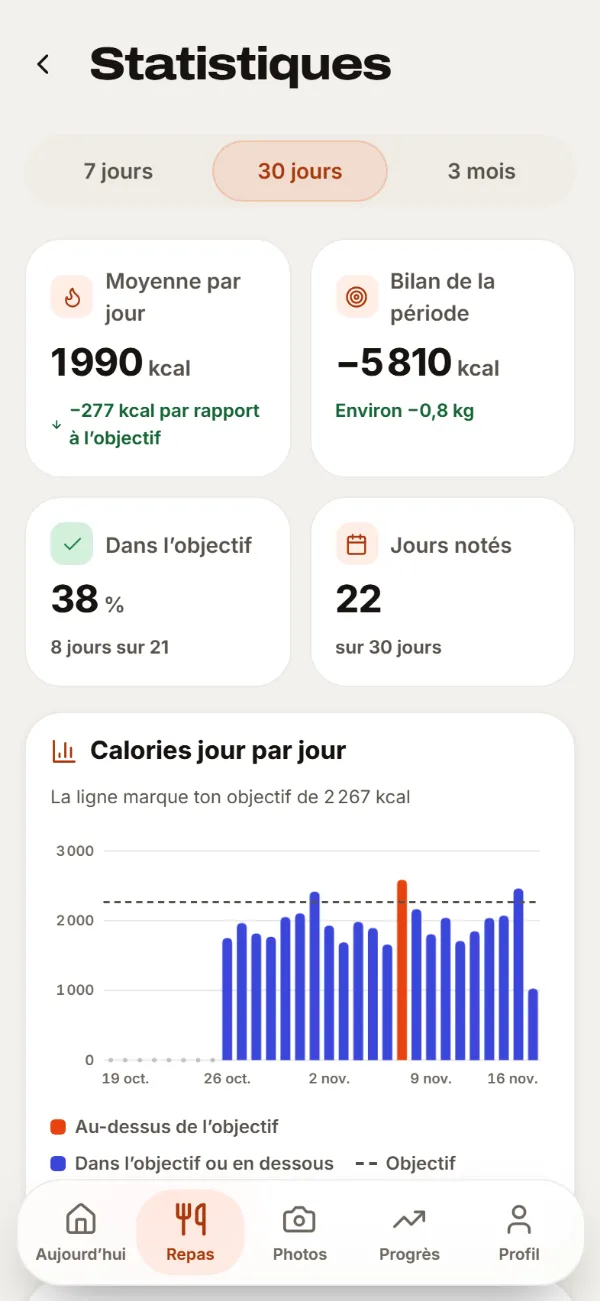 Statistiques
7 jours
30 jours
3 mois
Moyenne par
jour
1 990 kcal
−277 kcal par rapport
à l’objectif
Bilan de la
période
−5 810 kcal
Environ −0,8 kg
Dans l’objectif
38 %
8 jours sur 21
Jours notés
22
sur 30 jours
Calories jour par jour
La ligne marque ton objectif de 2 267 kcal
3 000
2 000
1 000
0
19 oct.
26 oct.
2 nov.
9 nov.
16 nov.
Au-dessus de l’objectif
Dans l’objectif ou en dessous
Objectif
Aujourd’hui
Repas
Photos
Progrès
Profil